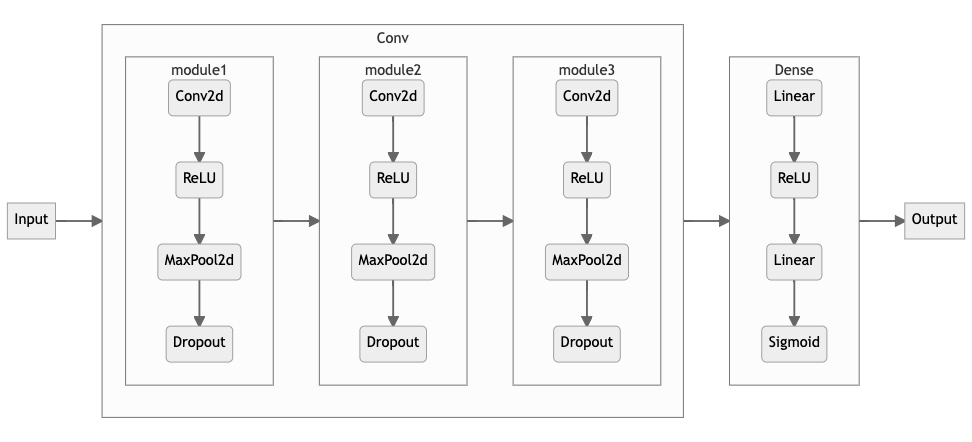 Conv
module1
Conv2d
ReLU
MaxPool2d
Dropout
module2
Conv2d
ReLU
MaxPool2d
Dropout
module3
Conv2d
ReLU
MaxPool2d
Dropout
Dense
Linear
ReLU
Linear
Sigmoid
Input
Output